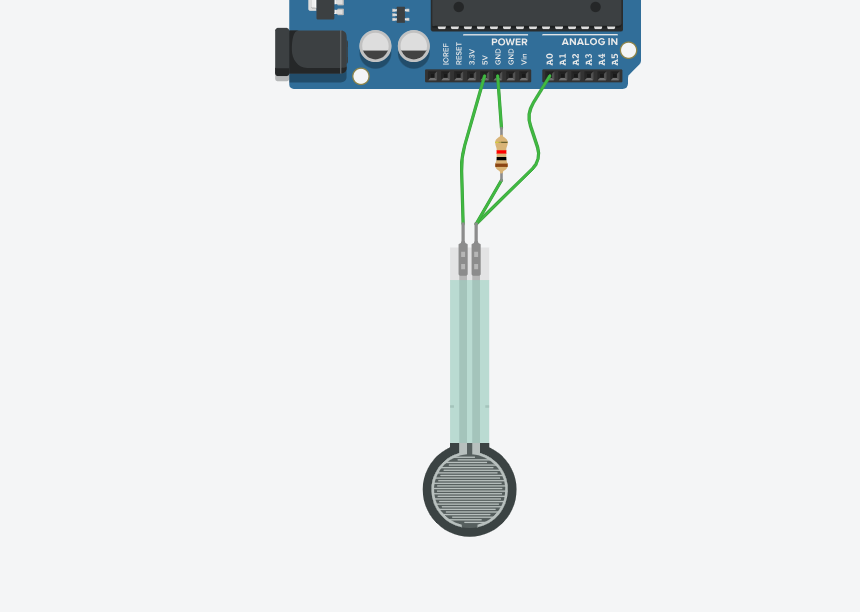 POWER
ANALOG IN
IOREF
RESET
3.3V
5V
GND
GND
Vin
A0
A1
A2
A3
A4
A5